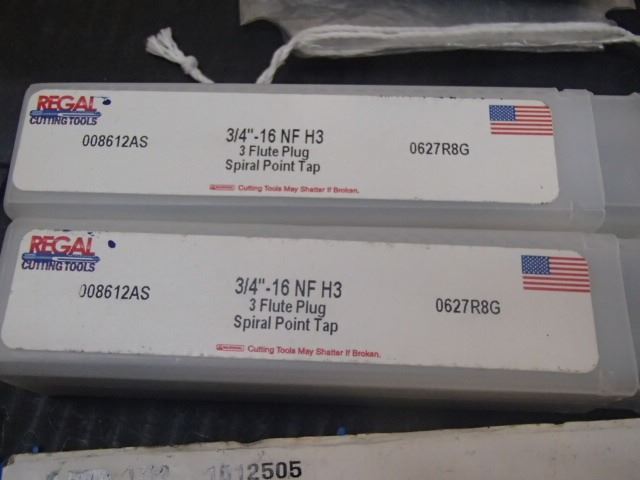 REGAL
CUTTING TOOLS
008612AS
3/4"-16 NF H3
3 Flute Plug
Spiral Point Tap
0627R8G
WARNING Cutting Tools May Shatter If Broken.
REGAL
CUTTING TOOLS
008612AS
3/4"-16 NF H3
3 Flute Plug
Spiral Point Tap
0627R8G
Cutting Tools May Shatter If Broken.
1512505